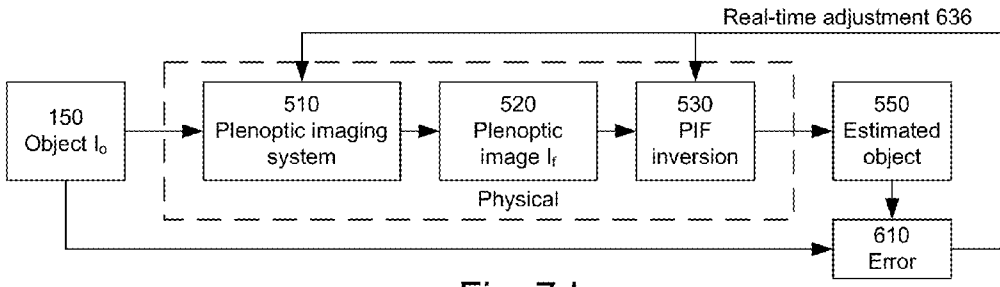 Real-time adjustment 636
150
Object Iₒ
510
Plenoptic imaging
system
520
Plenoptic
image I_f
530
PIF
inversion
550
Estimated
object
Physical
610
Error